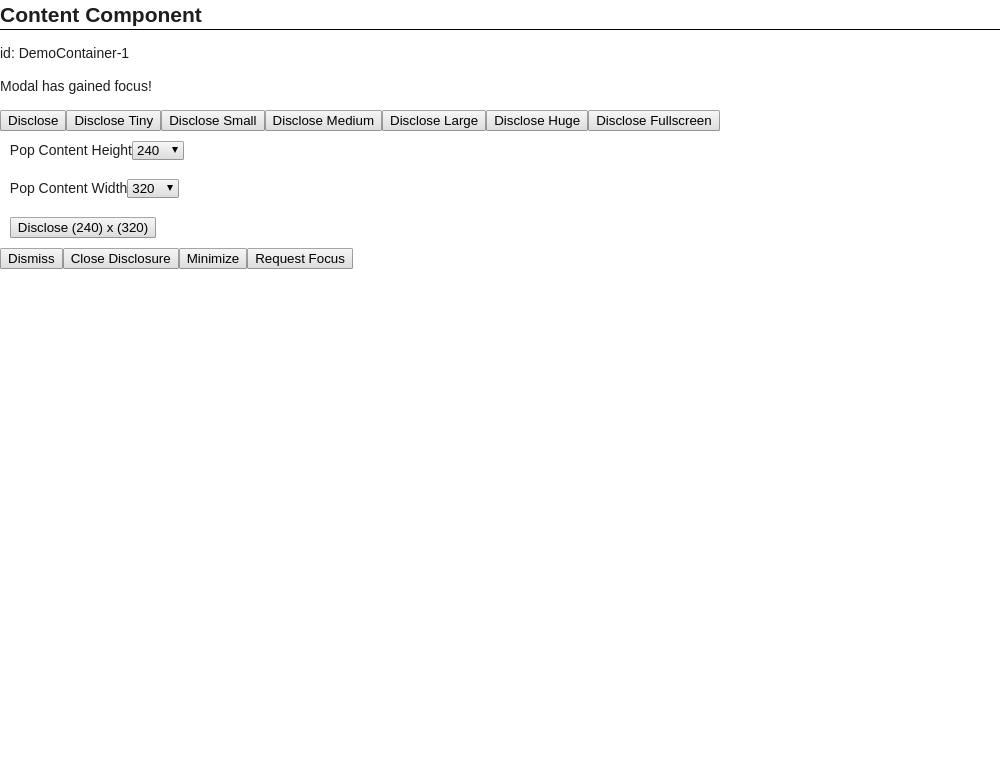 Content Component
id: DemoContainer-1
Modal has gained focus!
Disclose Disclose Tiny Disclose Small Disclose Medium Disclose Large Disclose Huge Disclose Fullscreen
Pop Content Height 240
Pop Content Width 320
Disclose (240) x (320)
Dismiss Close Disclosure Minimize Request Focus